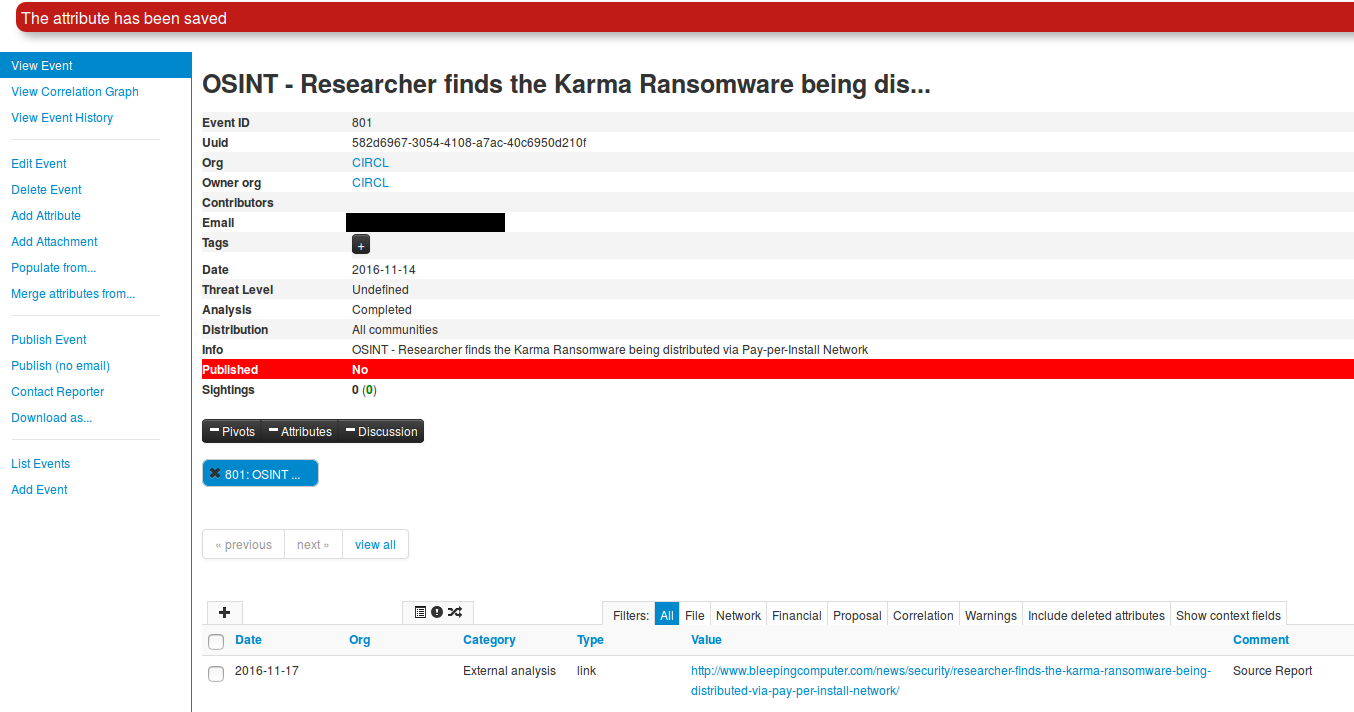 The attribute has been saved
View Event
View Correlation Graph
View Event History
Edit Event
Delete Event
Add Attribute
Add Attachment
Populate from...
Merge attributes from...
Publish Event
Publish (no email)
Contact Reporter
Download as...
List Events
Add Event
OSINT - Researcher finds the Karma Ransomware being dis...
Event ID 801
Uuid 582d6967-3054-4108-a7ac-40c6950d210f
Org CIRCL
Owner org CIRCL
Contributors
Email
Tags +
Date 2016-11-14
Threat Level Undefined
Analysis Completed
Distribution All communities
Info OSINT - Researcher finds the Karma Ransomware being distributed via Pay-per-Install Network
Published No
Sightings 0 (0)
Pivots Attributes Discussion
801: OSINT ...
« previous next » view all
Filters: All File Network Financial Proposal Correlation Warnings Include deleted attributes Show context fields
Date Org Category Type Value Comment
2016-11-17 External analysis link http://www.bleepingcomputer.com/news/security/researcher-finds-the-karma-ransomware-being- Source Report
distributed-via-pay-per-install-network/